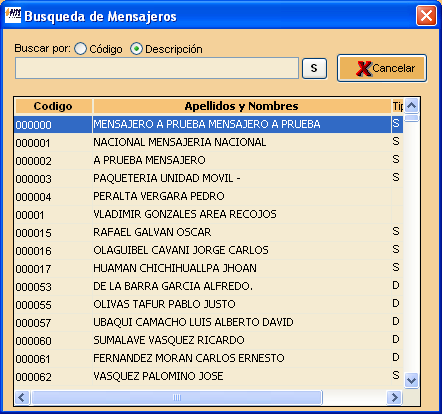 Busqueda de Mensajeros
Buscar por: Código Descripción
S Cancelar
Codigo Apellidos y Nombres Tip
000000 MENSAJERO A PRUEBA MENSAJERO A PRUEBA S
000001 NACIONAL MENSAJERIA NACIONAL S
000002 A PRUEBA MENSAJERO S
000003 PAQUETERIA UNIDAD MOVIL - S
000004 PERALTA VERGARA PEDRO
00001 VLADIMIR GONZALES AREA RECOJOS
000015 RAFAEL GALVAN OSCAR S
000016 OLAGUIBEL CAVANI JORGE CARLOS S
000017 HUAMAN CHICHIHUALLPA JHOAN S
000053 DE LA BARRA GARCIA ALFREDO. D
000055 OLIVAS TAFUR PABLO JUSTO D
000057 UBAQUI CAMACHO LUIS ALBERTO DAVID D
000060 SUMALAVE VASQUEZ RICARDO D
000061 FERNANDEZ MORAN CARLOS ERNESTO D
000062 VASQUEZ PALOMINO JOSE S